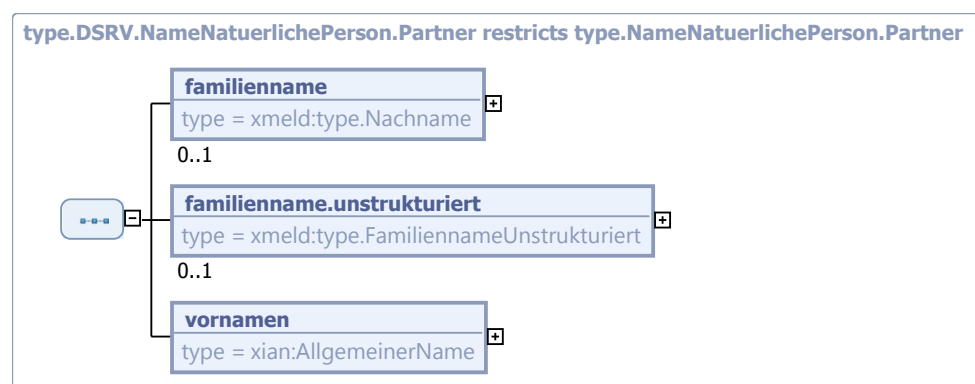 type.DSRV.NameNatuerlichePerson.Partner restricts type.NameNatuerlichePerson.Partner
familienname
type = xmeld:type.Nachname
0..1
familienname.unstrukturiert
type = xmeld:type.FamiliennameUnstrukturiert
0..1
vornamen
type = xian:AllgemeinerName